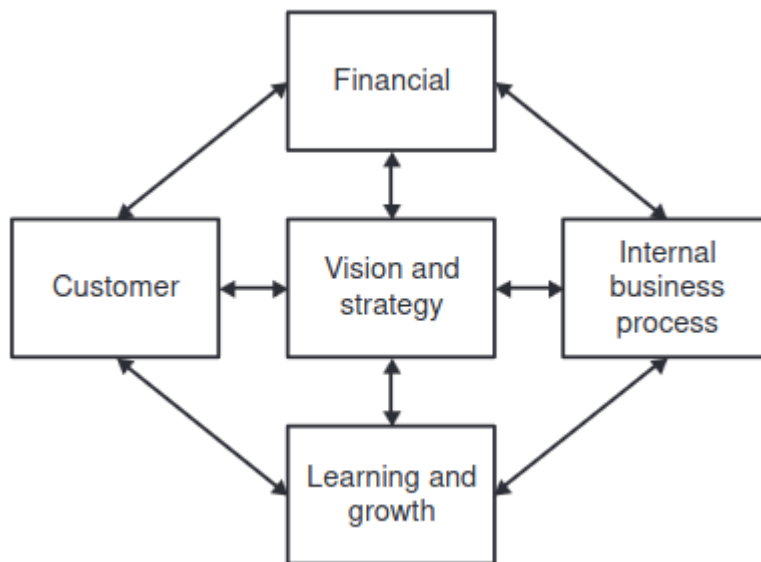 Financial
Customer
Vision and
strategy
Internal
business
process
Learning and
growth